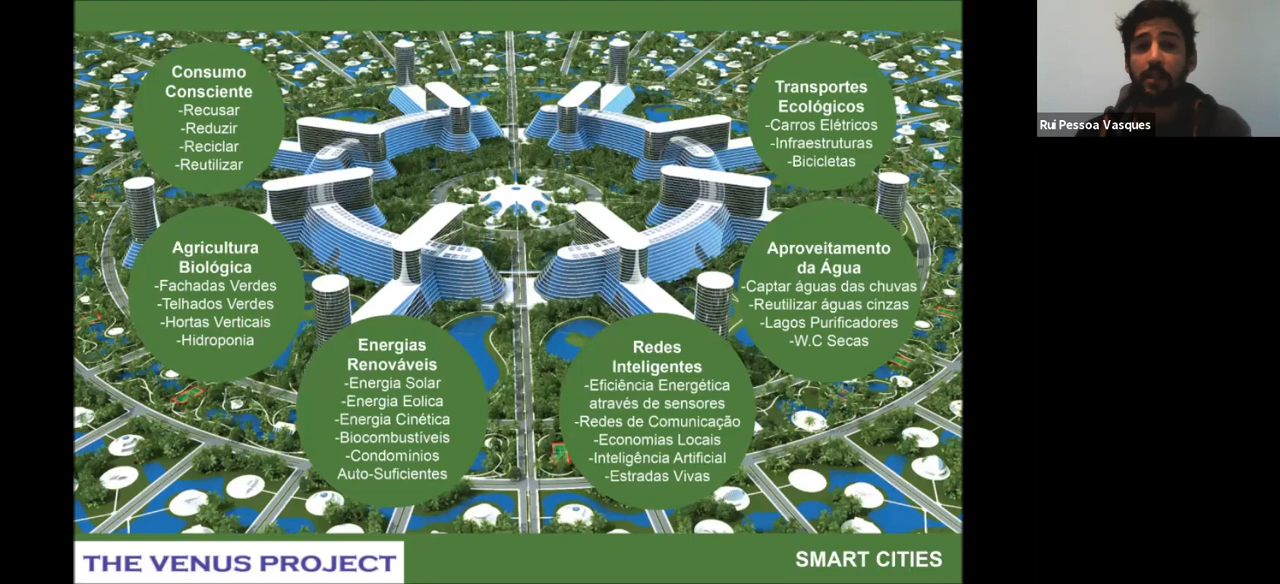 Consumo
Consciente
-Recusar
-Reduzir
-Reciclar
-Reutilizar
Agricultura
Biológica
-Fachadas Verdes
-Telhados Verdes
-Hortas Verticais
-Hidroponia
Energias
Renováveis
-Energia Solar
-Energia Eolica
-Energia Cinética
-Biocombustíveis
-Condomínios
Auto-Suficientes
Redes
Inteligentes
-Eficiência Energética
através de sensores
-Redes de Comunicação
-Economias Locais
-Inteligência Artificial
-Estradas Vivas
Aproveitamento
da Água
-Captar águas das chuvas
-Reutilizar águas cinzas
-Lagos Purificadores
-W.C Secas
Transportes
Ecológicos
-Carros Elétricos
-Infraestruturas
-Bicicletas
THE VENUS PROJECT
SMART CITIES
Rui Pessoa Vasques